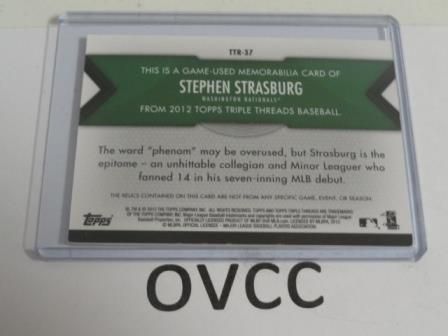 TTR-37
THIS IS A GAME-USED MEMORABILIA CARD OF
STEPHEN STRASBURG
WASHINGTON NATIONALS®
FROM 2012 TOPPS TRIPLE THREADS BASEBALL.
The word "phenom" may be overused, but Strasburg is the
epitome – an unhittable collegian and Minor Leaguer who
fanned 14 in his seven-inning MLB debut.
THE RELICS CONTAINED ON THIS CARD ARE NOT FROM ANY SPECIFIC GAME, EVENT, OR SEASON.
Topps
OVCC